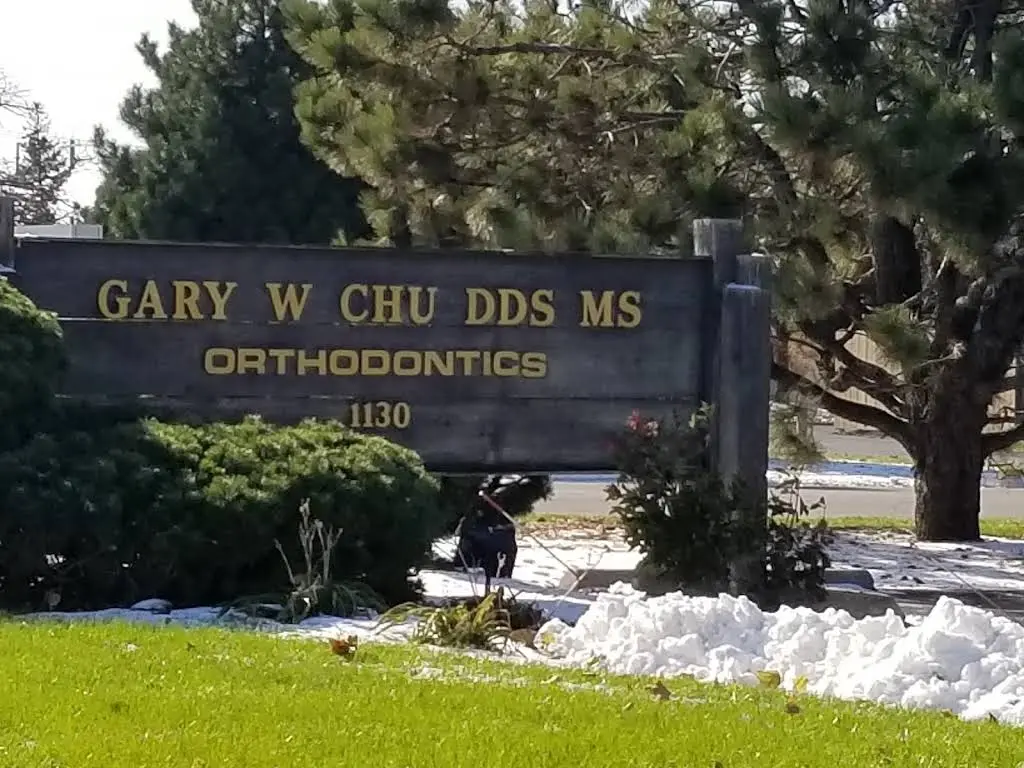 GARY W CHU DDS MS
ORTHODONTICS
1130